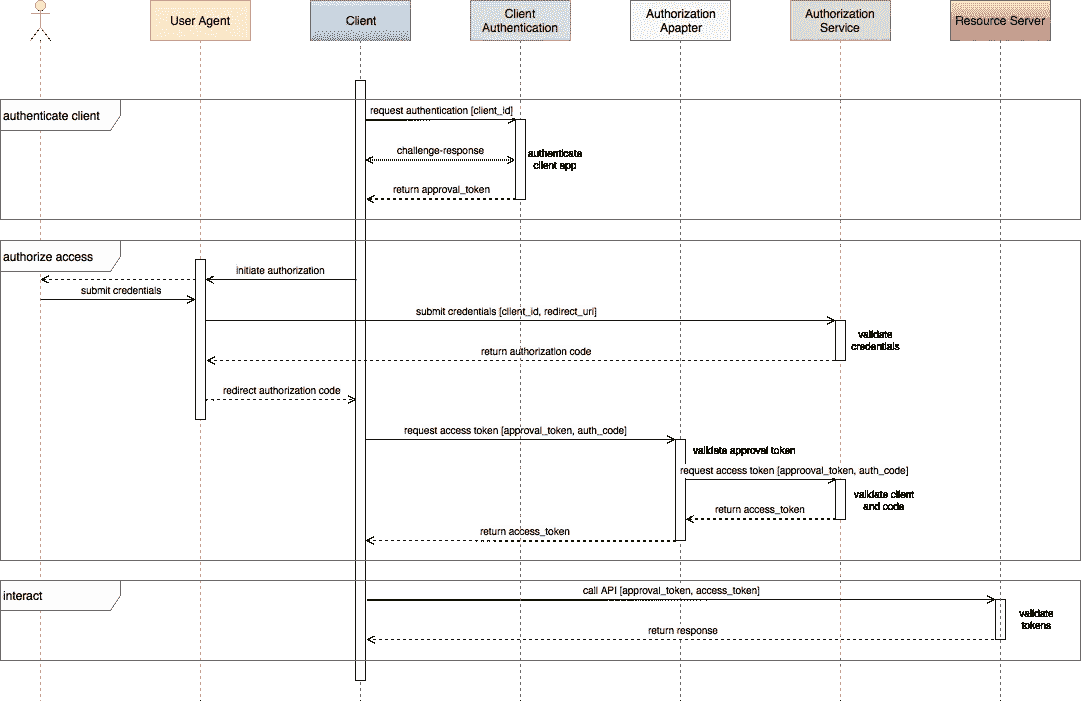 User Agent
Client
Client
Authentication
Authorization
Apapter
Authorization
Service
Resource Server
authenticate client
request authentication [client_id]
challenge-response
authenticate
client app
return approval_token
authorize access
initiate authorization
submit credentials
submit credentials [client_id, redirect_uri]
validate
credentials
return authorization code
redirect authorization code
request access token [approval_token, auth_code]
validate approval token
request access token [approoval_token, auth_code]
validate client
and code
return access_token
return access_token
interact
call API [approval_token, access_token]
validate
tokens
return response